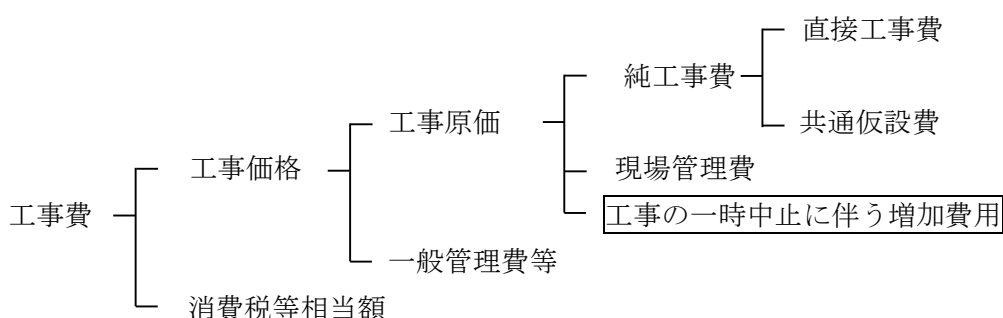 直接工事費
純工事費
共通仮設費
工事原価
現場管理費
工事価格
工事の一時中止に伴う増加費用
工事費
一般管理費等
消費税等相当額